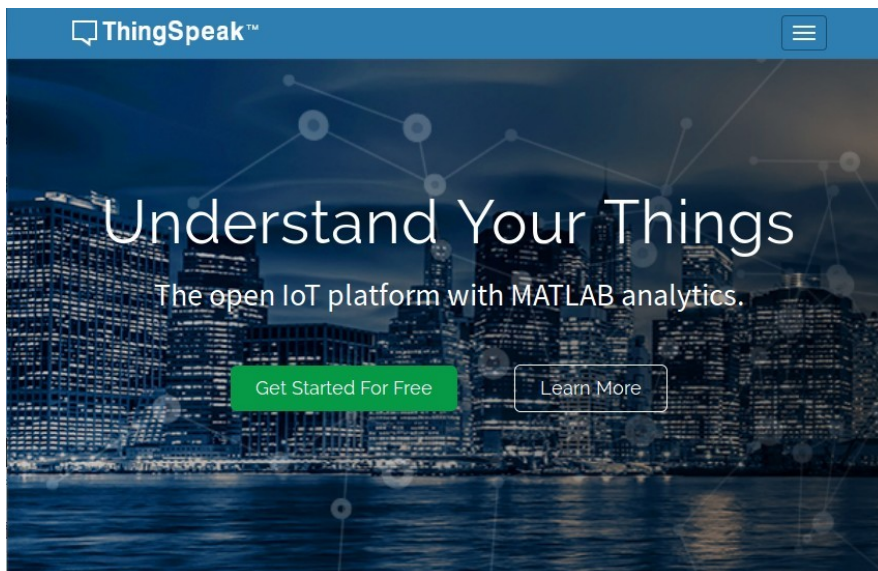 ThingSpeak™
Understand Your Things
The open IoT platform with MATLAB analytics.
Get Started For Free
Learn More